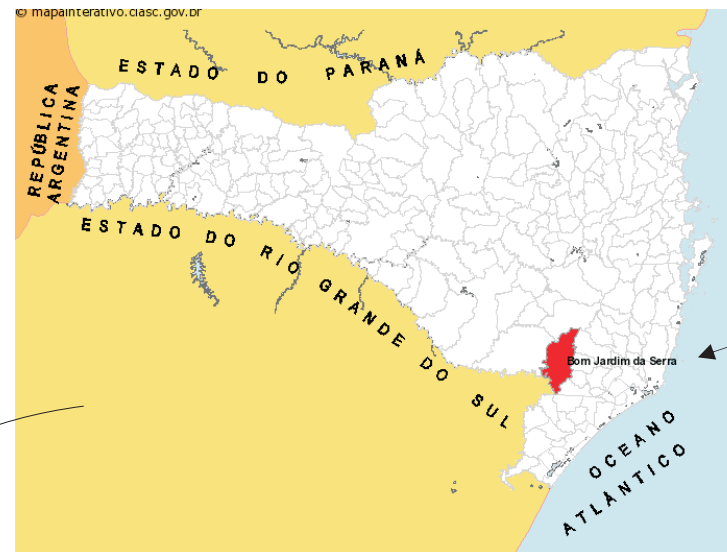 © mapainterativo.ciasc.gov.br
ESTADO DO PARANÁ
REPÚBLICA
ARGENTINA
ESTADO DO RIO GRANDE DO SUL
Bom Jardim da Serra
OCEANO
ATLÂNTICO